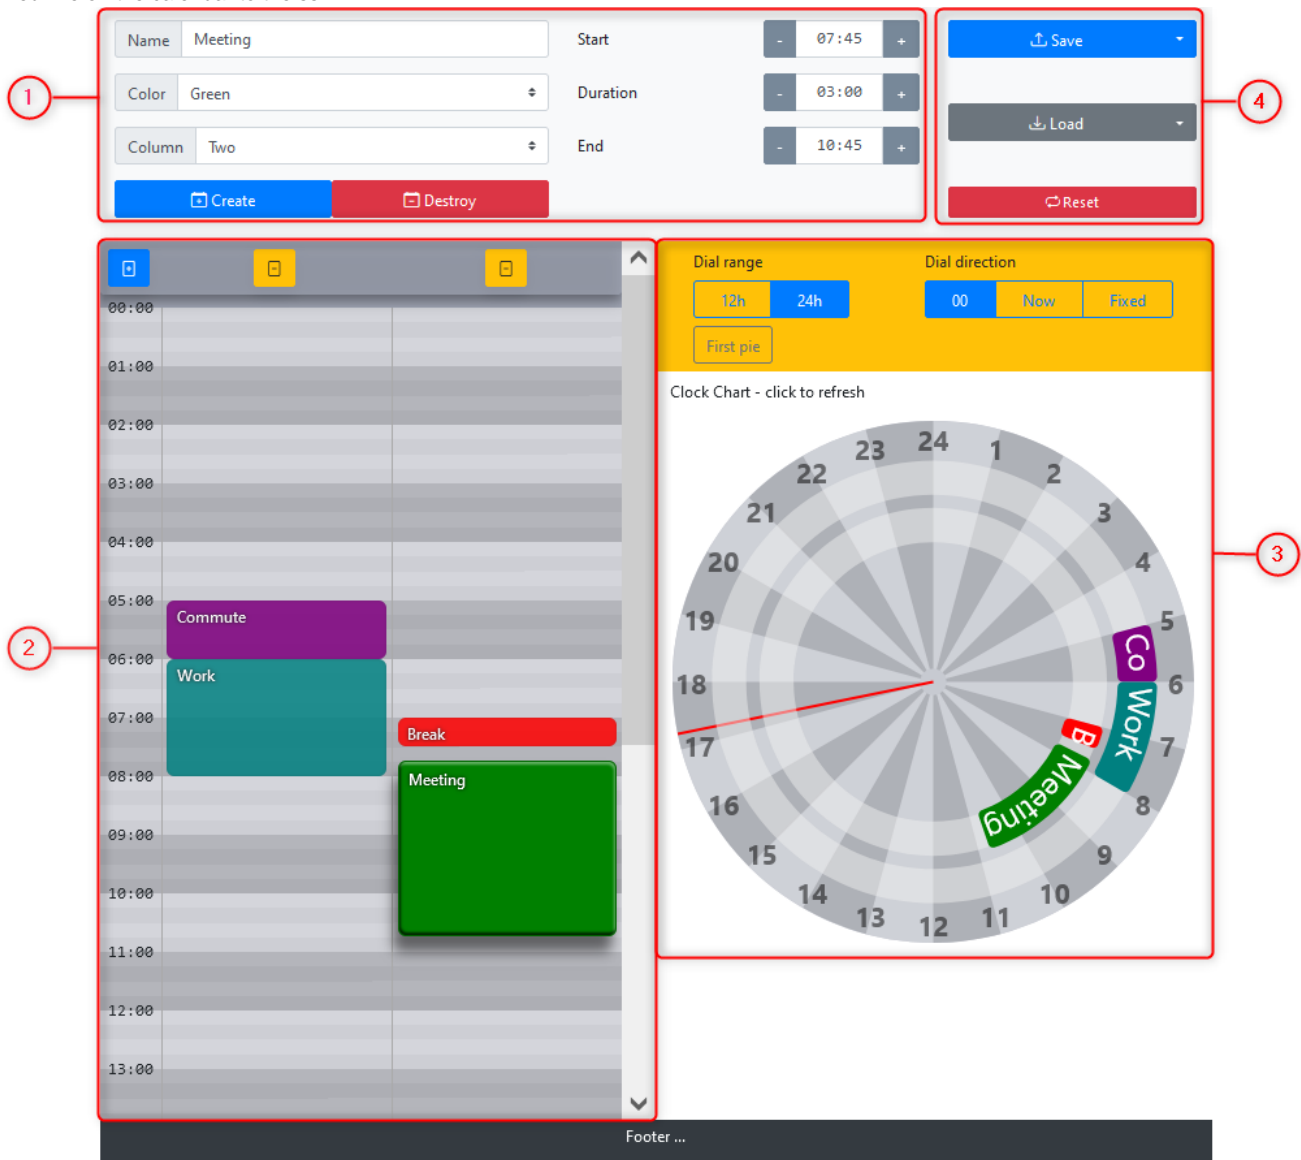 Name Meeting
Start - 07:45 +
Color Green
Duration - 03:00 +
Column Two
End - 10:45 +
Create Destroy
Save
Load
Reset
1
4
2
3
00:00
01:00
02:00
03:00
04:00
05:00
06:00
07:00
08:00
09:00
10:00
11:00
12:00
13:00
Commute
Work
Break
Meeting
Dial range
12h 24h
First pie
Dial direction
00 Now Fixed
Clock Chart - click to refresh
24
1
2
3
4
5
6
7
8
9
10
11
12
13
14
15
16
17
18
19
20
21
22
23
Co
Work
B
Meeting
Footer ...